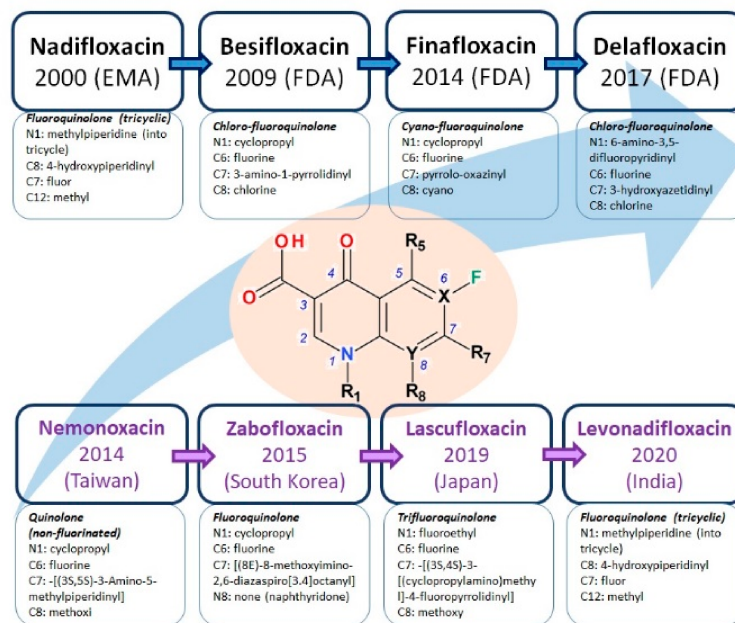 Nadifloxacin
2000 (EMA)
Besifloxacin
2009 (FDA)
Finafloxacin
2014 (FDA)
Delafloxacin
2017 (FDA)
Fluoroquinolone (tricyclic)
N1: methylpiperidine (into
tricycle)
C8: 4-hydroxypiperidinyl
C7: fluor
C12: methyl
Chloro-fluoroquinolone
N1: cyclopropyl
C6: fluorine
C7: 3-amino-1-pyrrolidinyl
C8: chlorine
Cyano-fluoroquinolone
N1: cyclopropyl
C6: fluorine
C7: pyrrolo-oxazinyl
C8: cyano
Chloro-fluoroquinolone
N1: 6-amino-3,5-
difluoropyridinyl
C6: fluorine
C7: 3-hydroxyazetidinyl
C8: chlorine
OH
O
O
R5
4
5
6
F
3
X
2
7
1
N
Y
8
R7
R1
R8
Nemonoxacin
2014
(Taiwan)
Zabofloxacin
2015
(South Korea)
Lascufloxacin
2019
(Japan)
Levonadifloxacin
2020
(India)
Quinolone
(non-fluarinated)
N1: cyclopropyl
C6: fluorine
C7: -[(3S,5S)-3-Amino-5-
methylpiperidinyl]
C8: methoxi
Fluoroquinolone
N1: cyclopropyl
C6: fluorine
C7: [(8E)-8-methoxyimino-
2,6-diazaspiro[3.4]octanyl]
N8: none (naphthyridone)
Trifluoroquinolone
N1: fluoroethyl
C6: fluorine
C7: -[(3S,4S)-3-
[(cyclopropylamino)methy
l]-4-fluoropyrrolidinyl]
C8: methoxy
Fluoroquinolone (tricyclic)
N1: methylpiperidine (into
tricycle)
C8: 4-hydroxypiperidinyl
C7: fluor
C12: methyl